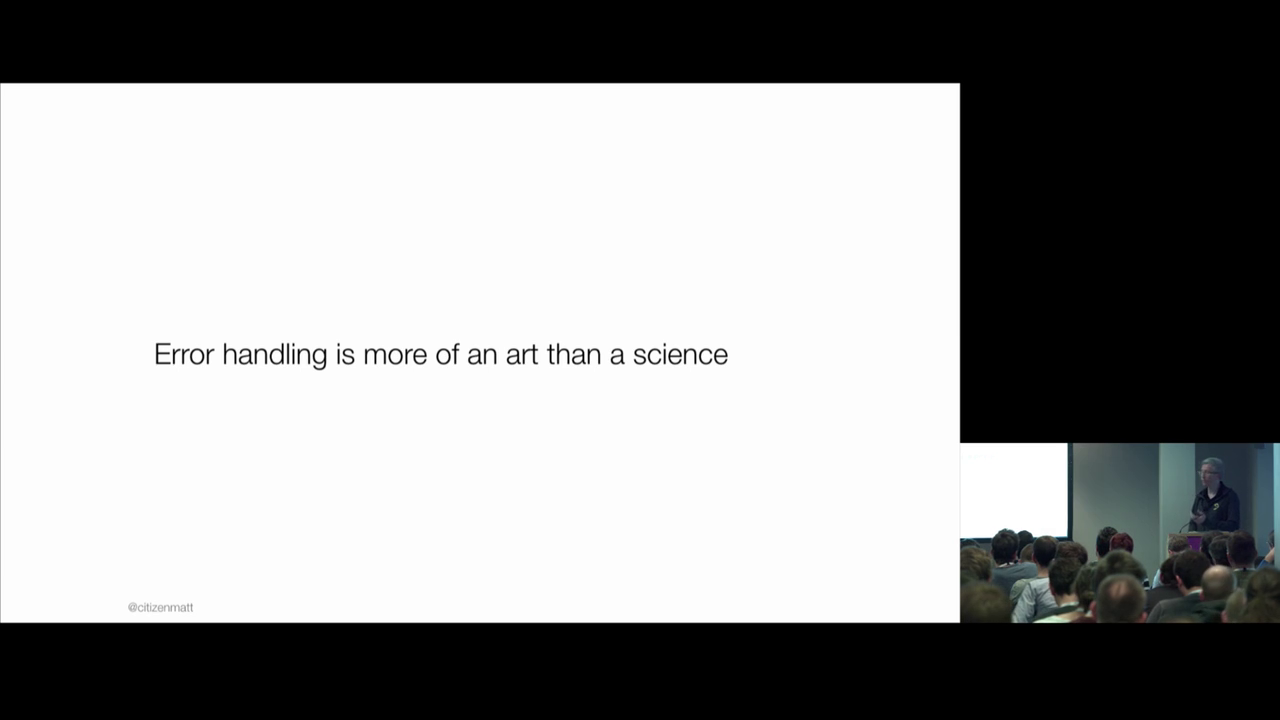 Error handling is more of an art than a science
@citizenmatt